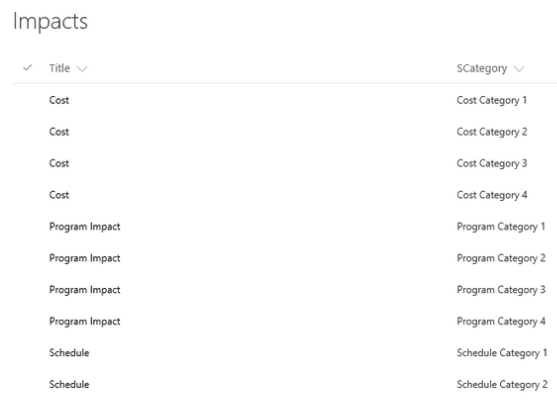 Impacts
Title SCategory
Cost Cost Category 1
Cost Cost Category 2
Cost Cost Category 3
Cost Cost Category 4
Program Impact Program Category 1
Program Impact Program Category 2
Program Impact Program Category 3
Program Impact Program Category 4
Schedule Schedule Category 1
Schedule Schedule Category 2